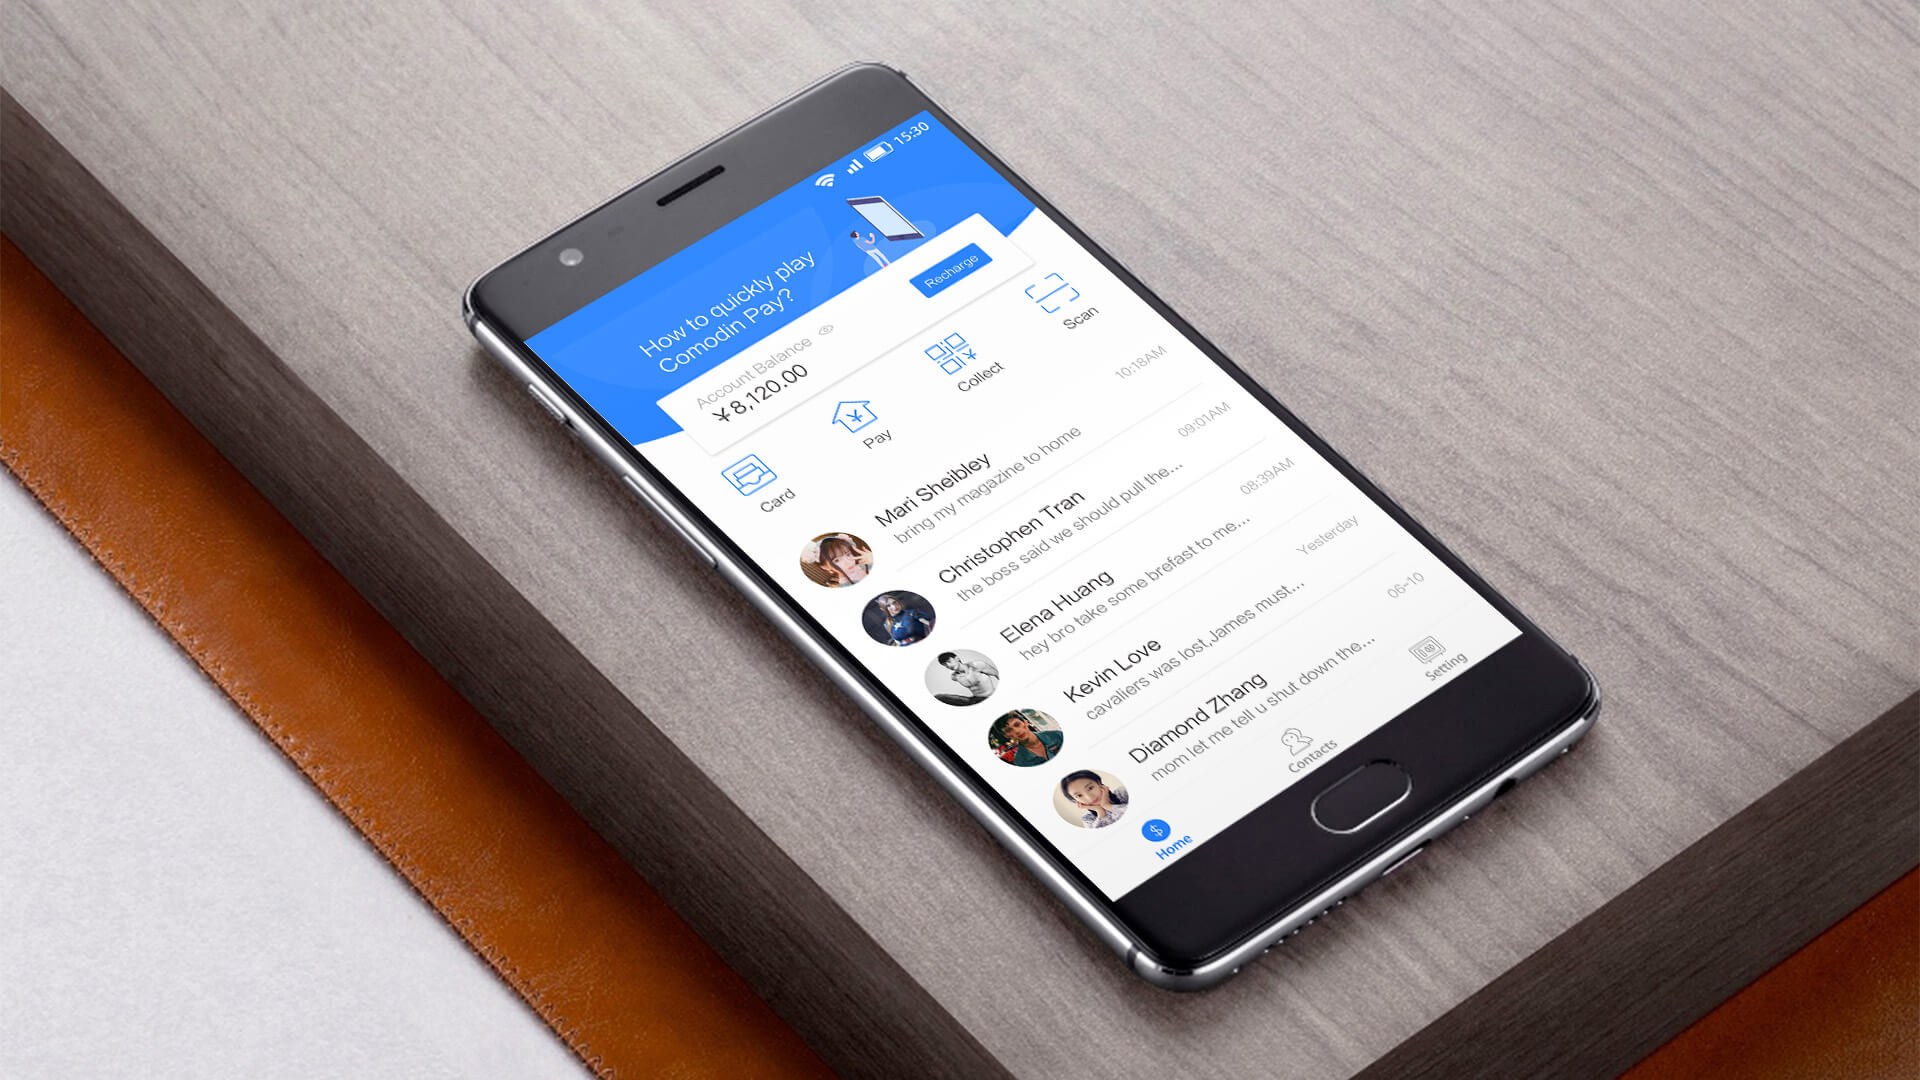 15:30
How to quickly play
Comodin Pay?
Account Balance
¥8,120.00
Recharge
Card
Pay
Collect
Scan
Mari Sheibley
10:18AM
bring my magazine to home
Christophen Tran
09:01AM
the boss said we should pull the...
Elena Huang
08:39AM
hey bro take some brefast to me...
Kevin Love
Yesterday
cavaliers was lost,James must...
Diamond Zhang
06-10
mom let me tell u shut down the...
Home
Contacts
Setting